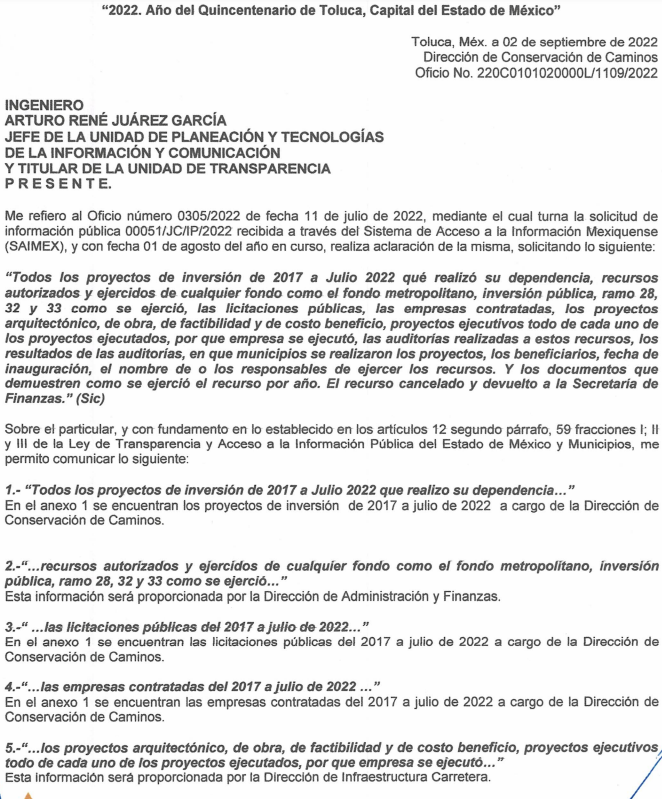 “2022. Año del Quincentenario de Toluca, Capital del Estado de México”
Toluca, Méx. a 02 de septiembre de 2022
Dirección de Conservación de Caminos
Oficio No. 220C0101020000L/1109/2022
INGENIERO
ARTURO RENÉ JUÁREZ GARCÍA
JEFE DE LA UNIDAD DE PLANEACIÓN Y TECNOLOGÍAS
DE LA INFORMACIÓN Y COMUNICACIÓN
Y TITULAR DE LA UNIDAD DE TRANSPARENCIA
P R E S E N T E.
Me refiero al Oficio número 0305/2022 de fecha 11 de julio de 2022, mediante el cual turna la solicitud de
información pública 00051/JC/IP/2022 recibida a través del Sistema de Acceso a la Información Mexiquense
(SAIMEX), y con fecha 01 de agosto del año en curso, realiza aclaración de la misma, solicitando lo siguiente:
“Todos los proyectos de inversión de 2017 a Julio 2022 qué realizó su dependencia, recursos
autorizados y ejercidos de cualquier fondo como el fondo metropolitano, inversión pública, ramo 28,
32 y 33 como se ejerció, las licitaciones públicas, las empresas contratadas, los proyectos
arquitectónico, de obra, de factibilidad y de costo beneficio, proyectos ejecutivos todo de cada uno de
los proyectos ejecutados, por que empresa se ejecutó, las auditorías realizadas a estos recursos, los
resultados de las auditorías, en que municipios se realizaron los proyectos, los beneficiarios, fecha de
inauguración, el nombre de o los responsables de ejercer los recursos. Y los documentos que
demuestren como se ejerció el recurso por año. El recurso cancelado y devuelto a la Secretaría de
Finanzas.” (Sic)
Sobre el particular, y con fundamento en lo establecido en los artículos 12 segundo párrafo, 59 fracciones I; II
y III de la Ley de Transparencia y Acceso a la Información Pública del Estado de México y Municipios, me
permito comunicar lo siguiente:
1.- “Todos los proyectos de inversión de 2017 a Julio 2022 que realizo su dependencia…”
En el anexo 1 se encuentran los proyectos de inversión de 2017 a julio de 2022 a cargo de la Dirección de
Conservación de Caminos.
2.-“…recursos autorizados y ejercidos de cualquier fondo como el fondo metropolitano, inversión
pública, ramo 28, 32 y 33 como se ejerció…”
Esta información será proporcionada por la Dirección de Administración y Finanzas.
3.-“ …las licitaciones públicas del 2017 a julio de 2022…”
En el anexo 1 se encuentran las licitaciones públicas del 2017 a julio de 2022 a cargo de la Dirección de
Conservación de Caminos.
4.-“…las empresas contratadas del 2017 a julio de 2022 …”
En el anexo 1 se encuentran las empresas contratadas del 2017 a julio de 2022 a cargo de la Dirección de
Conservación de Caminos.
5.-“…los proyectos arquitectónico, de obra, de factibilidad y de costo beneficio, proyectos ejecutivos
todo de cada uno de los proyectos ejecutados, por que empresa se ejecutó…”
Esta información será proporcionada por la Dirección de Infraestructura Carretera.